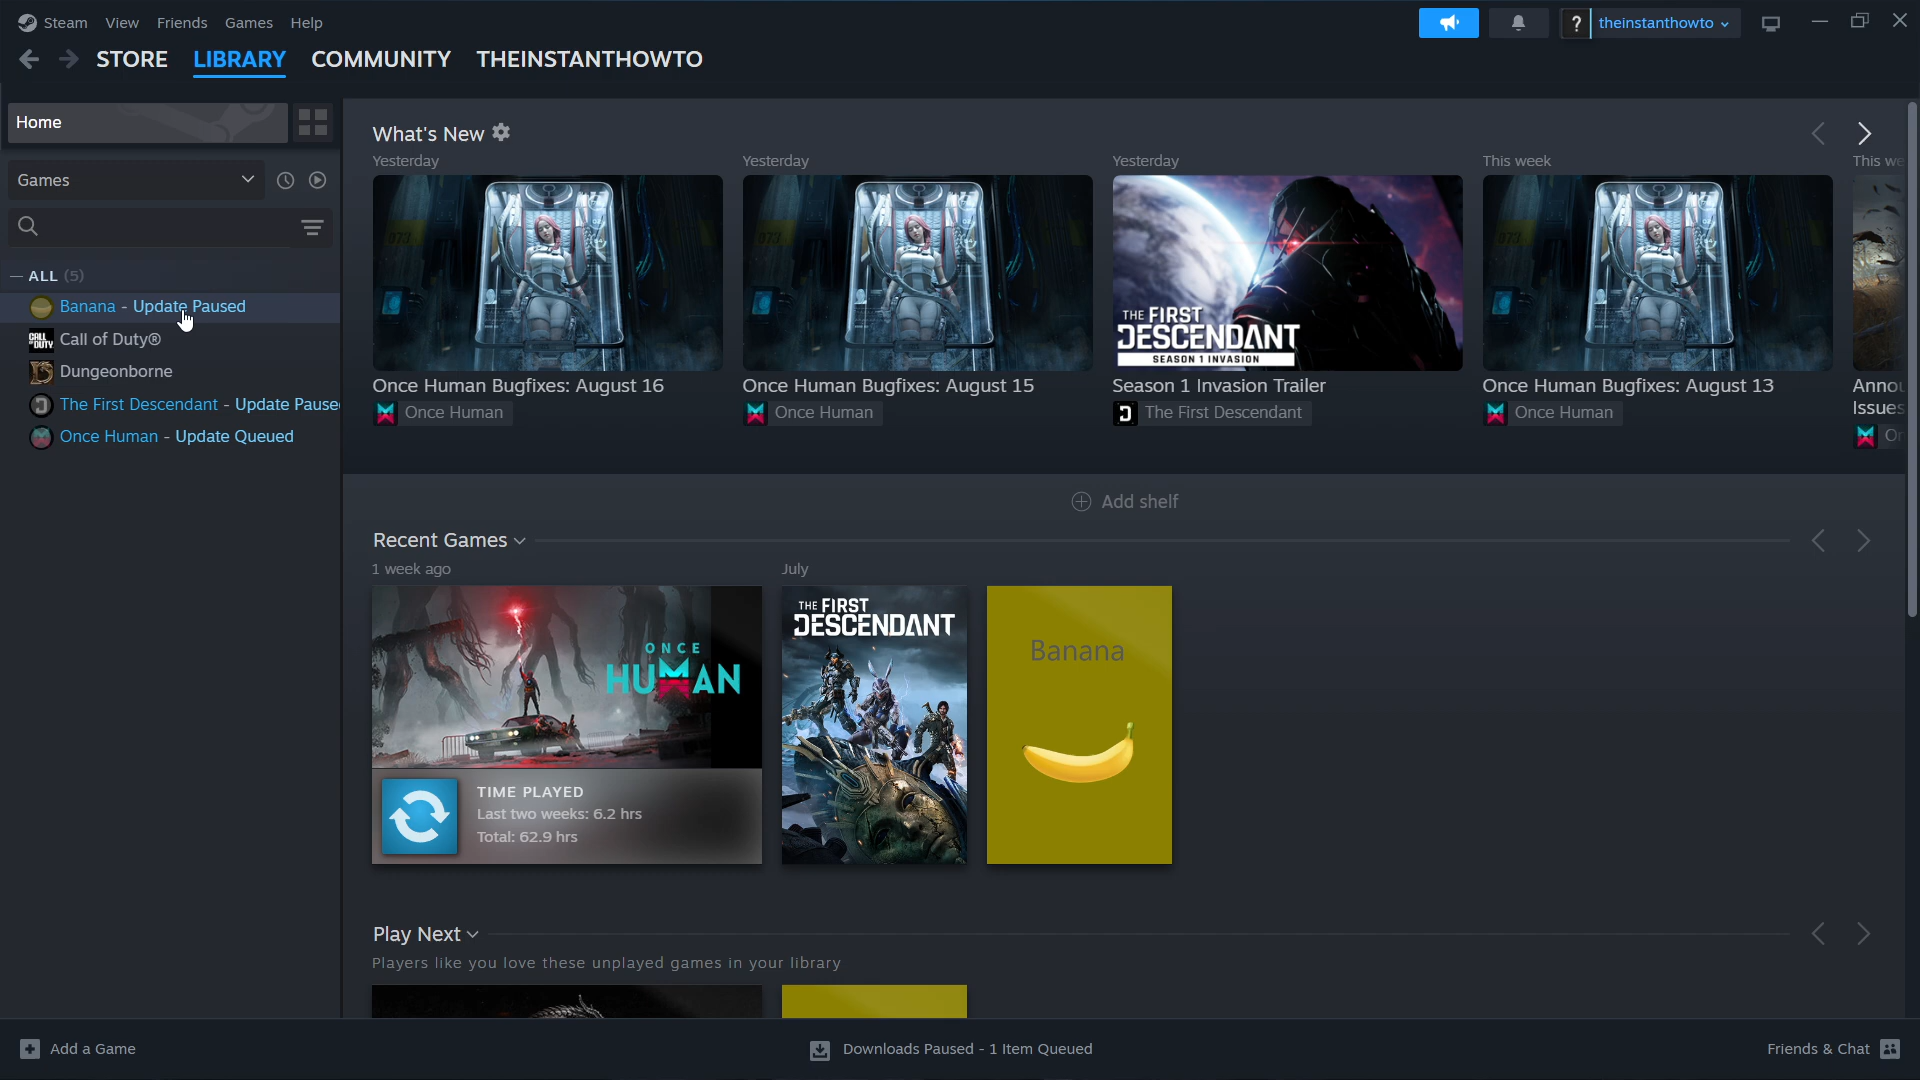 Steam View Friends Games Help
theinstanthowto
STORE LIBRARY COMMUNITY THEINSTANTHOWTO
Home
Games
— ALL (5)
Banana - Update Paused
Call of Duty®
Dungeonborne
The First Descendant - Update Pause
Once Human - Update Queued
What's New
Yesterday
Once Human Bugfixes: August 16
Once Human
Yesterday
Once Human Bugfixes: August 15
Once Human
Yesterday
THE FIRST
DESCENDANT
SEASON 1 INVASION
Season 1 Invasion Trailer
The First Descendant
This week
Once Human Bugfixes: August 13
Once Human
This we
Issues
Add shelf
Recent Games
1 week ago
ONCE
HUMAN
TIME PLAYED
Last two weeks: 6.2 hrs
Total: 62.9 hrs
July
THE FIRST
DESCENDANT
Banana
Play Next
Players like you love these unplayed games in your library
Add a Game
Downloads Paused - 1 Item Queued
Friends & Chat